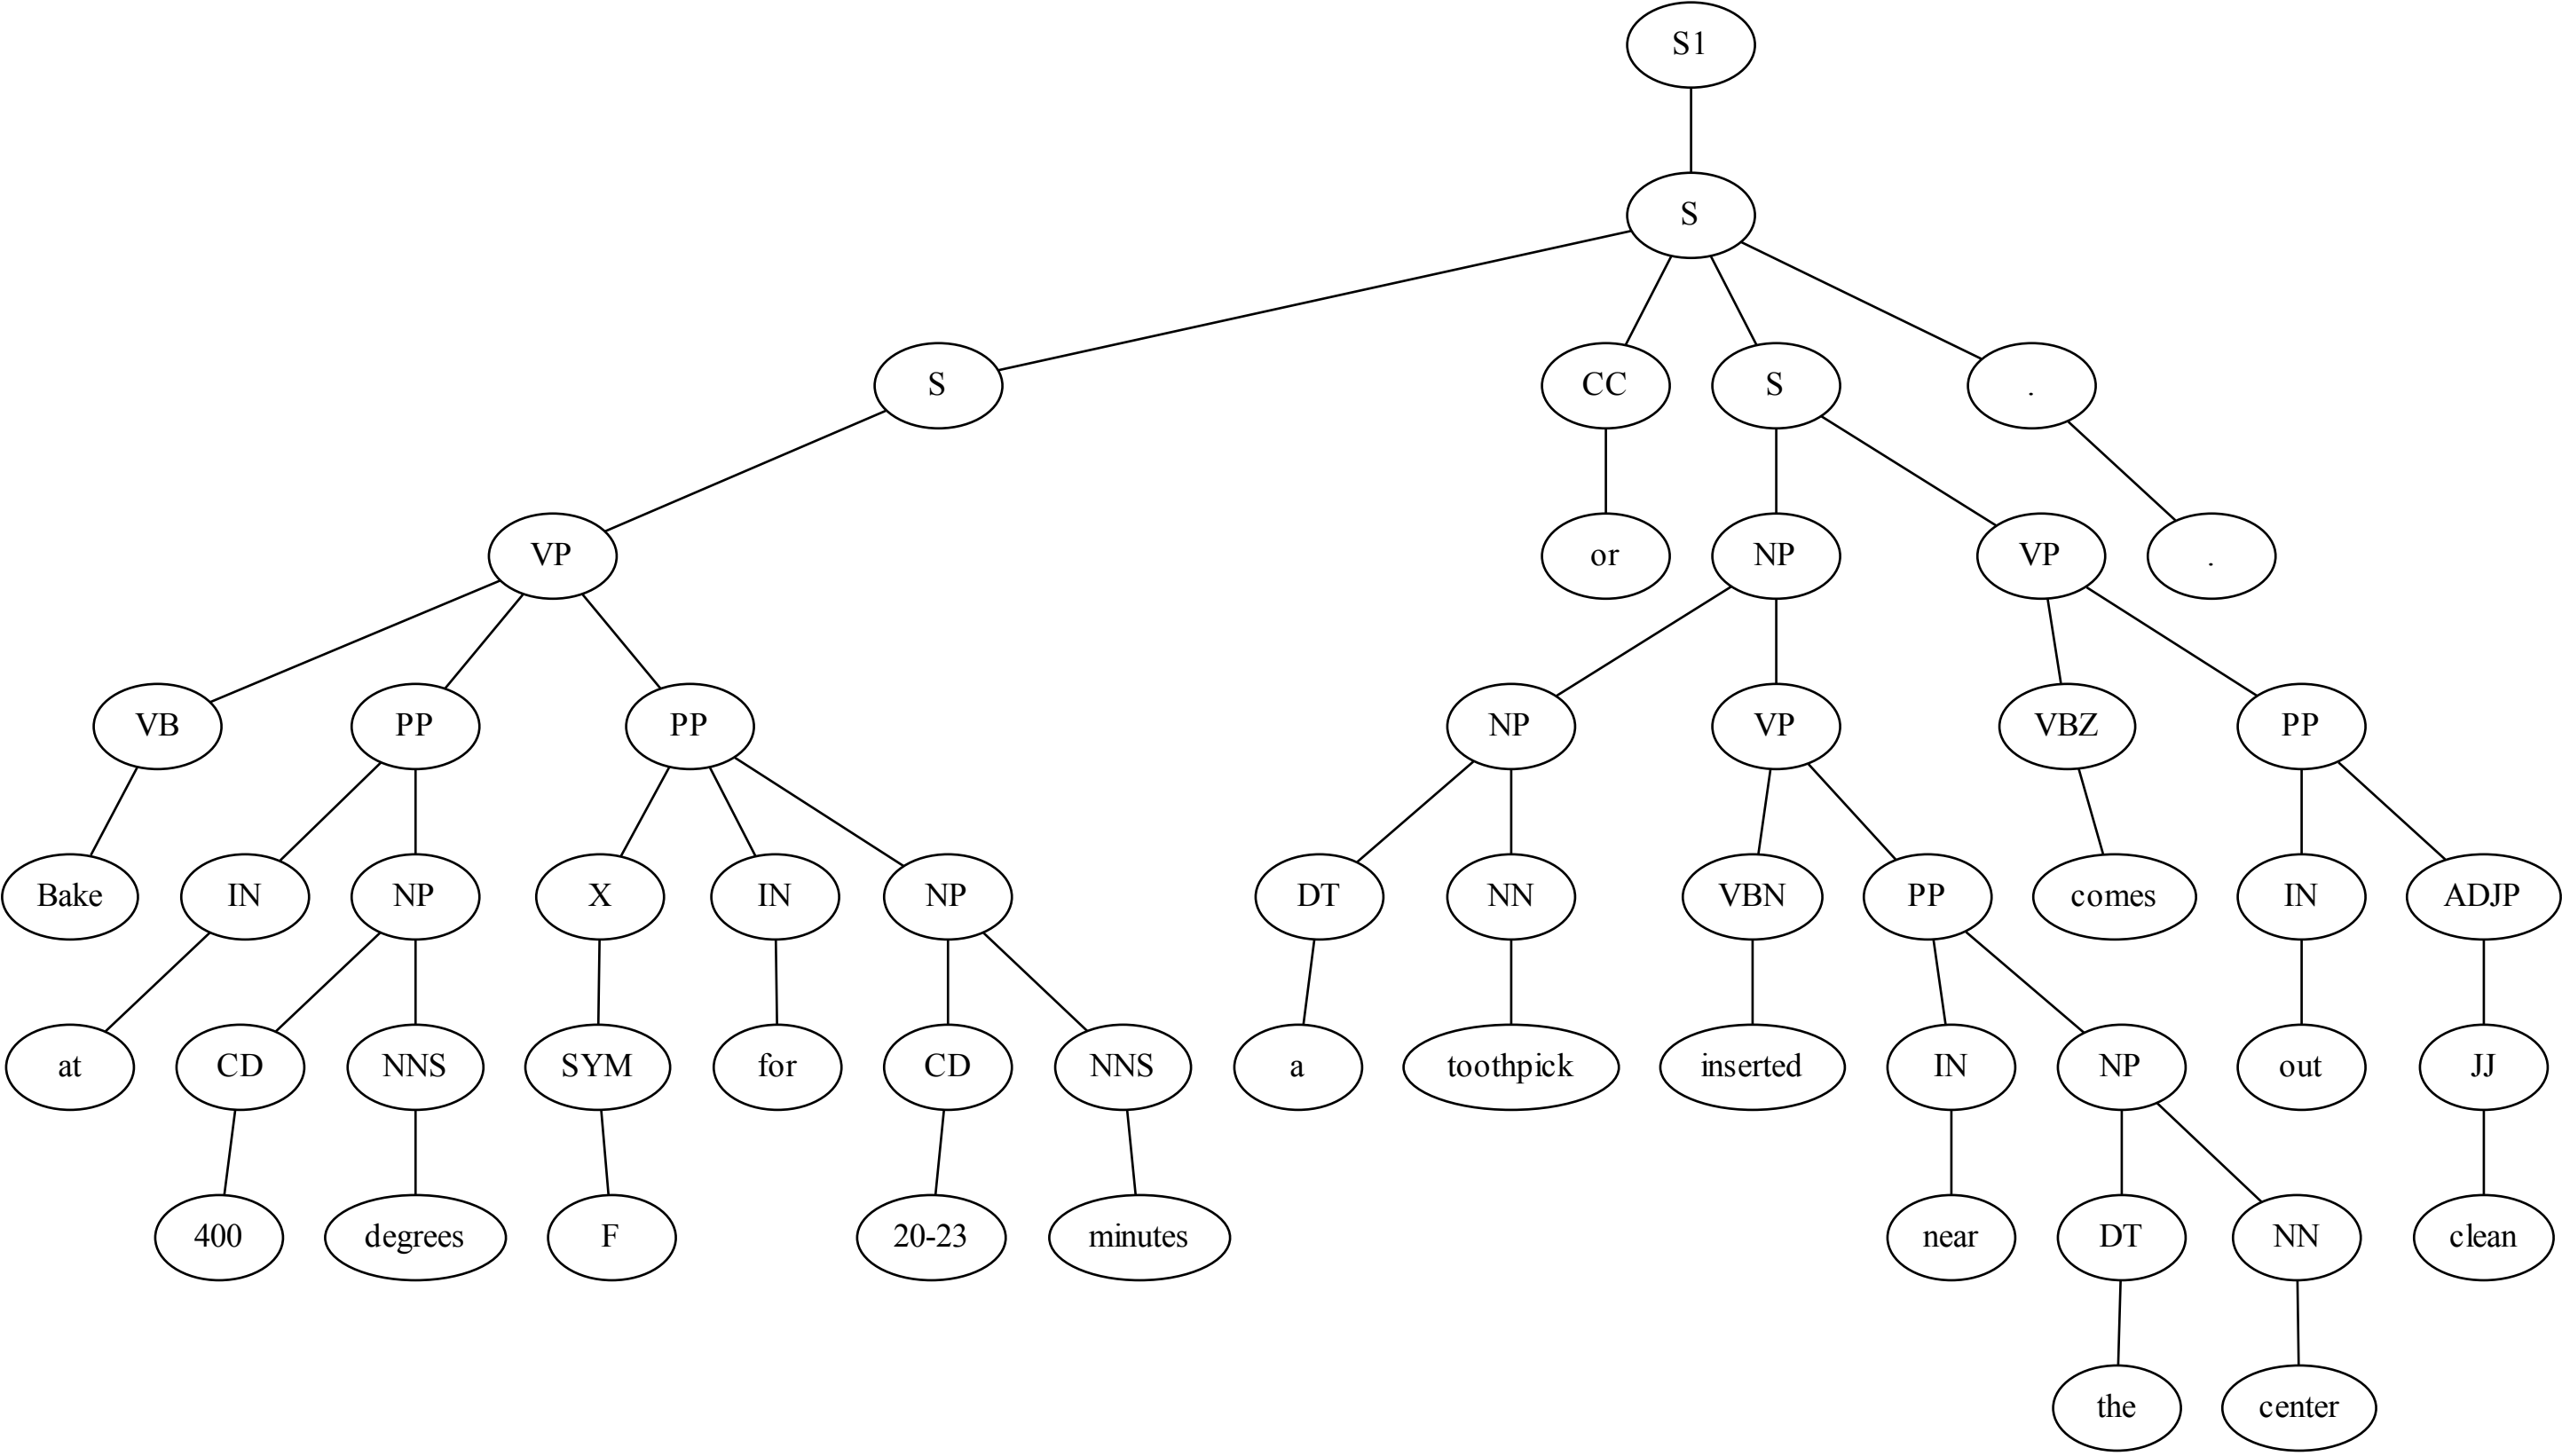 S1
S
S CC S .
VP or NP VP .
VB PP PP NP VP VBZ PP
Bake IN NP X IN NP DT NN VBN PP comes IN ADJP
at CD NNS SYM for CD NNS a toothpick inserted IN NP out JJ
400 degrees F 20-23 minutes near DT NN clean
the center